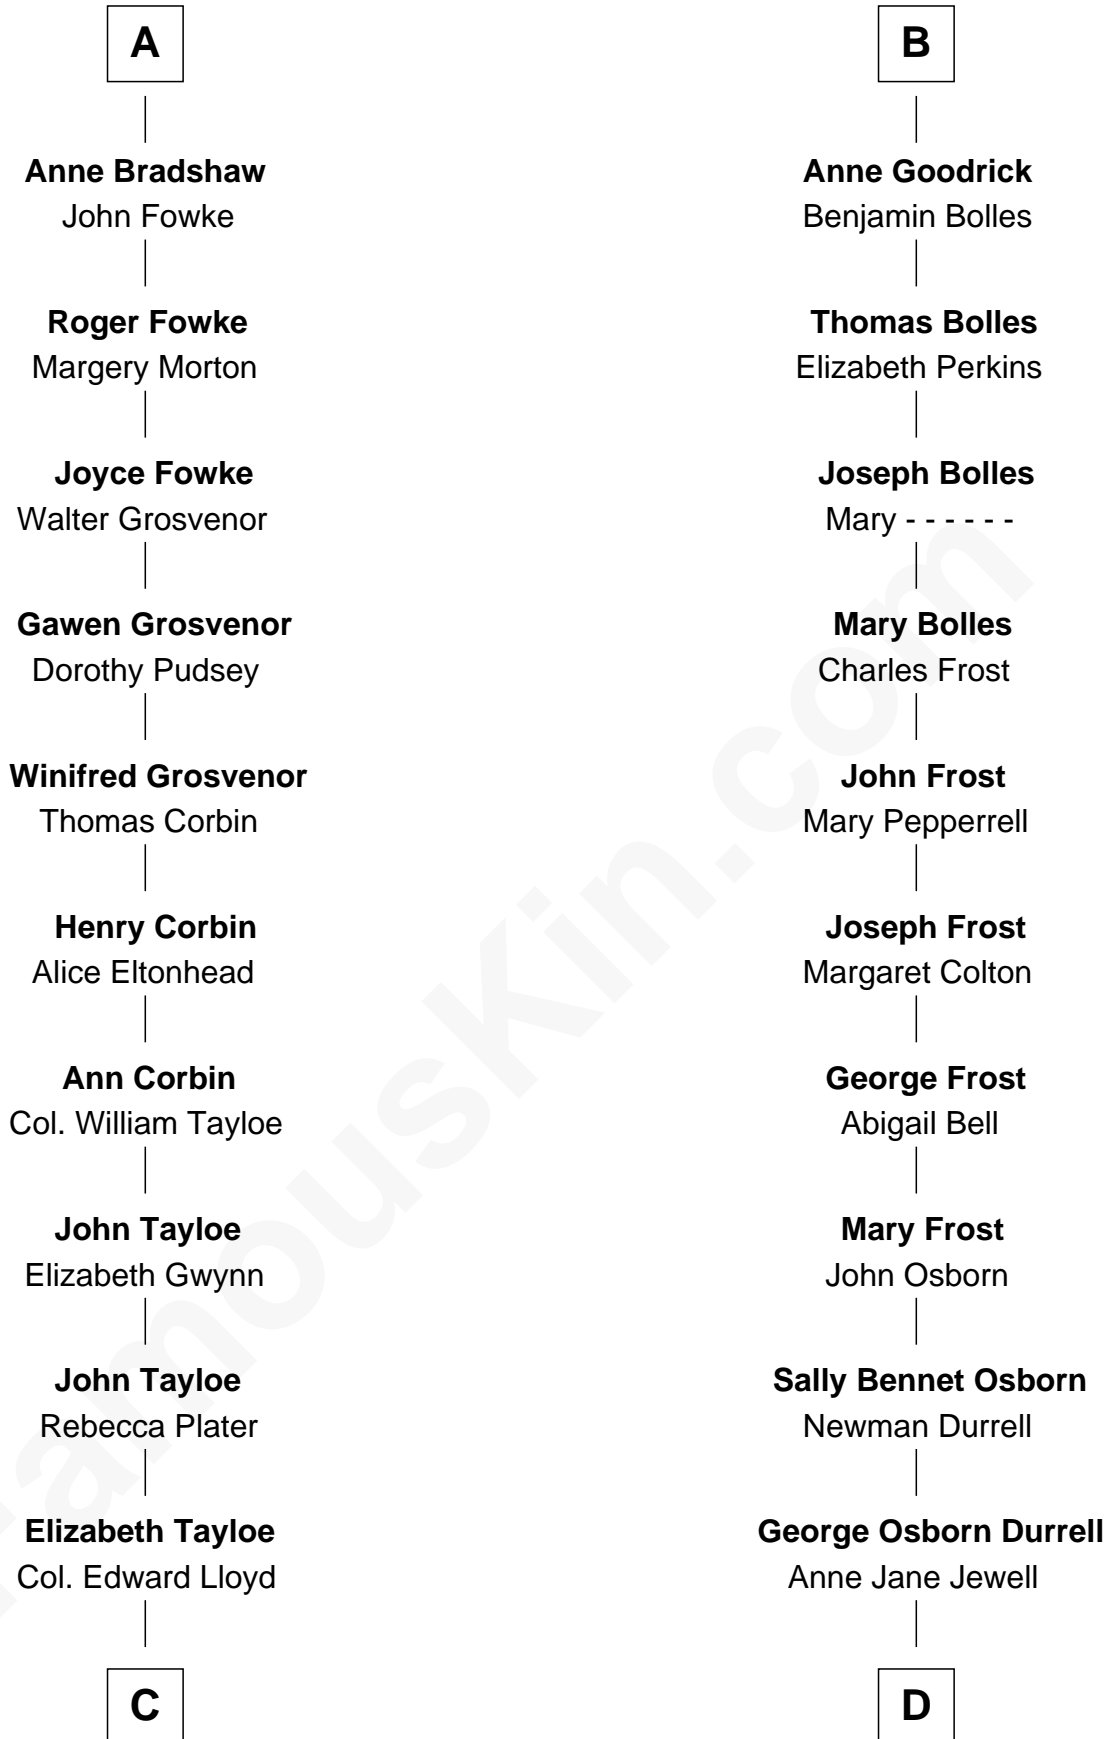 A
Anne Bradshaw
John Fowke
Roger Fowke
Margery Morton
Joyce Fowke
Walter Grosvenor
Gawen Grosvenor
Dorothy Pudsey
Winifred Grosvenor
Thomas Corbin
Henry Corbin
Alice Eltonhead
Ann Corbin
Col. William Tayloe
John Tayloe
Elizabeth Gwynn
John Tayloe
Rebecca Plater
Elizabeth Tayloe
Col. Edward Lloyd
C
B
Anne Goodrick
Benjamin Bolles
Thomas Bolles
Elizabeth Perkins
Joseph Bolles
Mary - - - - - -
Mary Bolles
Charles Frost
John Frost
Mary Pepperrell
Joseph Frost
Margaret Colton
George Frost
Abigail Bell
Mary Frost
John Osborn
Sally Bennet Osborn
Newman Durrell
George Osborn Durrell
Anne Jane Jewell
D
FamousKin.com